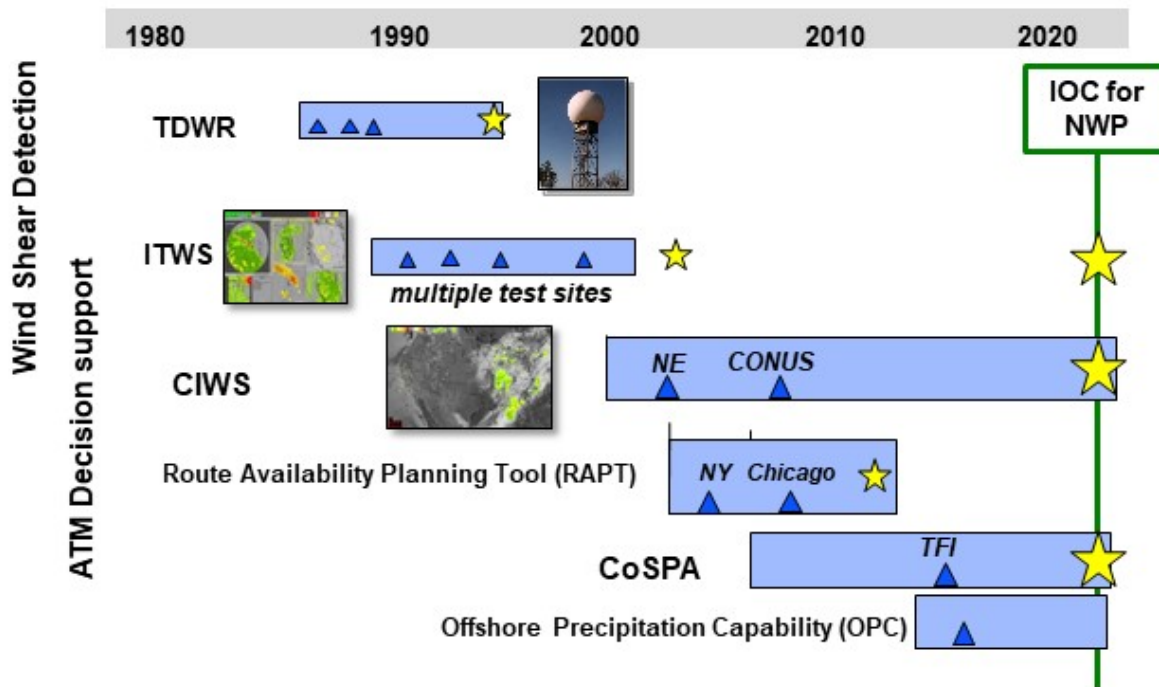 1980 1990 2000 2010 2020
Wind Shear Detection
ATM Decision support
IOC for
NWP
TDWR
ITWS
multiple test sites
CIWS
NE CONUS
Route Availability Planning Tool (RAPT)
NY Chicago
CoSPA
TFI
Offshore Precipitation Capability (OPC)